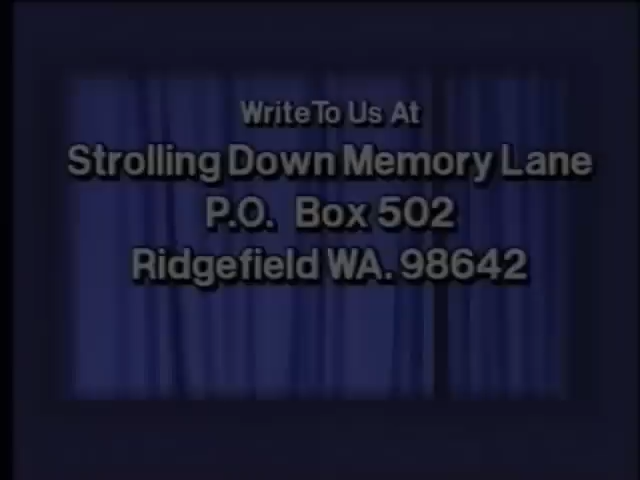 Write To Us At
Strolling Down Memory Lane
P.O. Box 502
Ridgefield WA. 98642